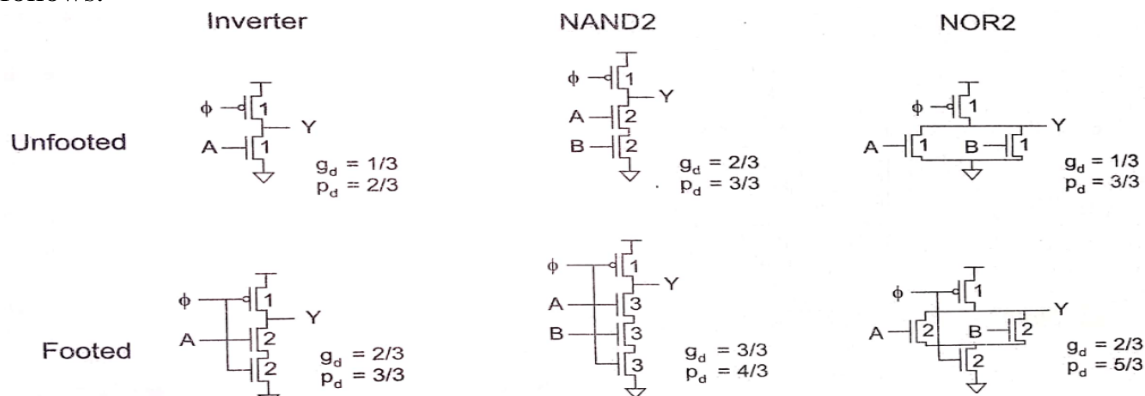 follows.
Inverter NAND2 NOR2
Unfooted
ϕ 1 Y
A 1
g_d = 1/3
p_d = 2/3
ϕ 1 Y
A 2
B 2
g_d = 2/3
p_d = 3/3
ϕ 1 Y
A 1 B 1
g_d = 1/3
p_d = 3/3
Footed
ϕ 1 Y
A 2
2
g_d = 2/3
p_d = 3/3
ϕ 1 Y
A 3
B 3
3
g_d = 3/3
p_d = 4/3
ϕ 1 Y
A 2 B 2
2
g_d = 2/3
p_d = 5/3